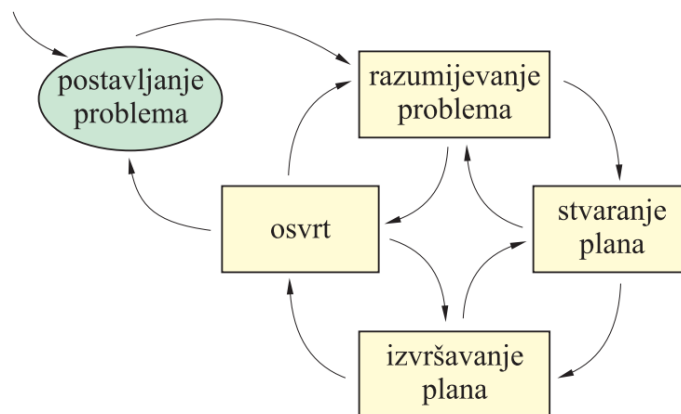 postavljanje
problema
razumijevanje
problema
osvrt
stvaranje
plana
izvršavanje
plana